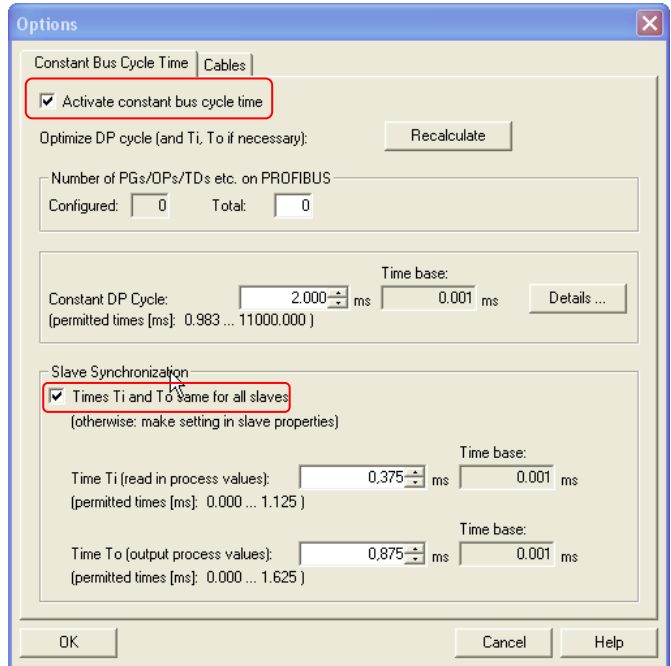 Options
Constant Bus Cycle Time Cables
Activate constant bus cycle time
Optimize DP cycle (and Ti, To if necessary): Recalculate
Number of PGs/OPs/TDs etc. on PROFIBUS
Configured: 0 Total: 0
Time base:
Constant DP Cycle: 2.000 ms 0.001 ms Details ...
(permitted times [ms]: 0.983 ... 11000.000 )
Slave Synchronization
Times Ti and To same for all slaves
(otherwise: make setting in slave properties)
Time base:
Time Ti (read in process values): 0,375 ms 0.001 ms
(permitted times [ms]: 0.000 ... 1.125 )
Time base:
Time To (output process values): 0,875 ms 0.001 ms
(permitted times [ms]: 0.000 ... 1.625 )
OK Cancel Help